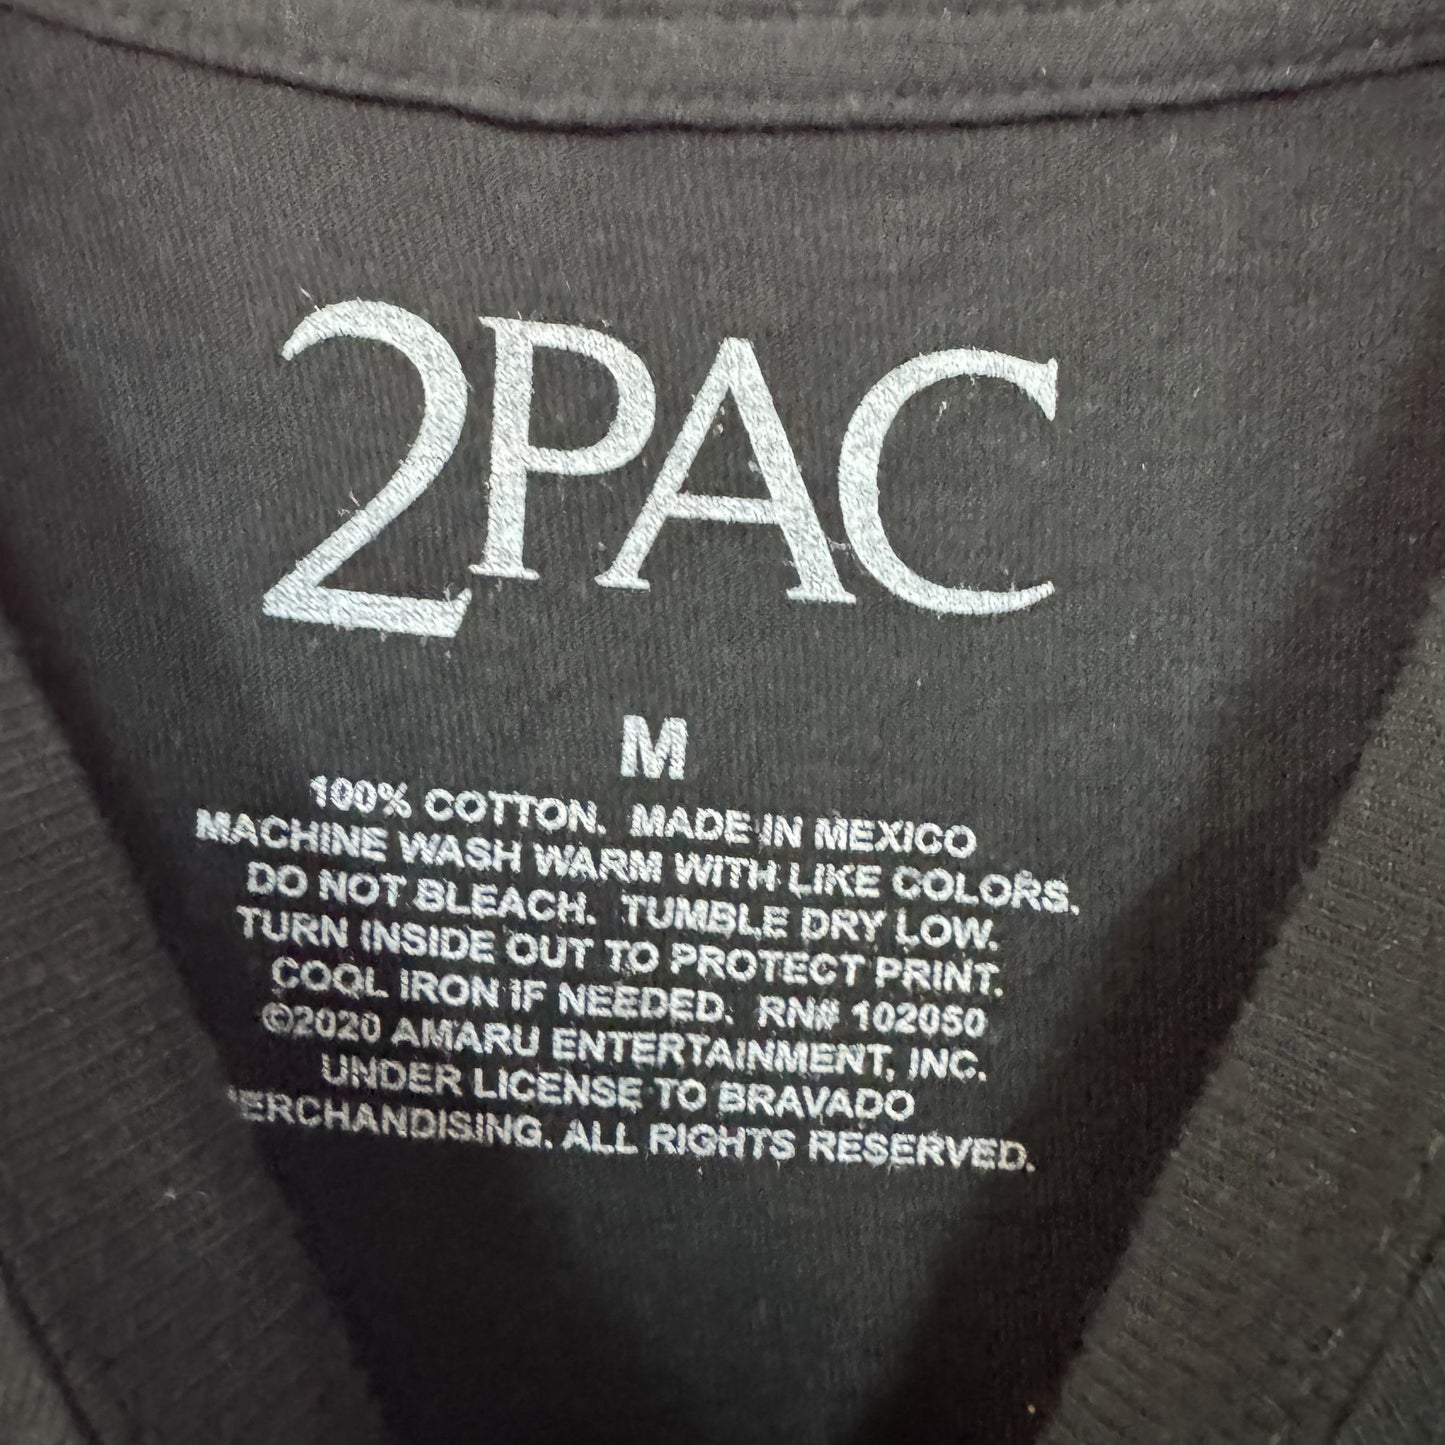 2PAC
M
100% COTTON. MADE IN MEXICO
MACHINE WASH WARM WITH LIKE COLORS.
DO NOT BLEACH. TUMBLE DRY LOW.
TURN INSIDE OUT TO PROTECT PRINT.
COOL IRON IF NEEDED. RN# 102050
©2020 AMARU ENTERTAINMENT, INC.
UNDER LICENSE TO BRAVADO
MERCHANDISING. ALL RIGHTS RESERVED.